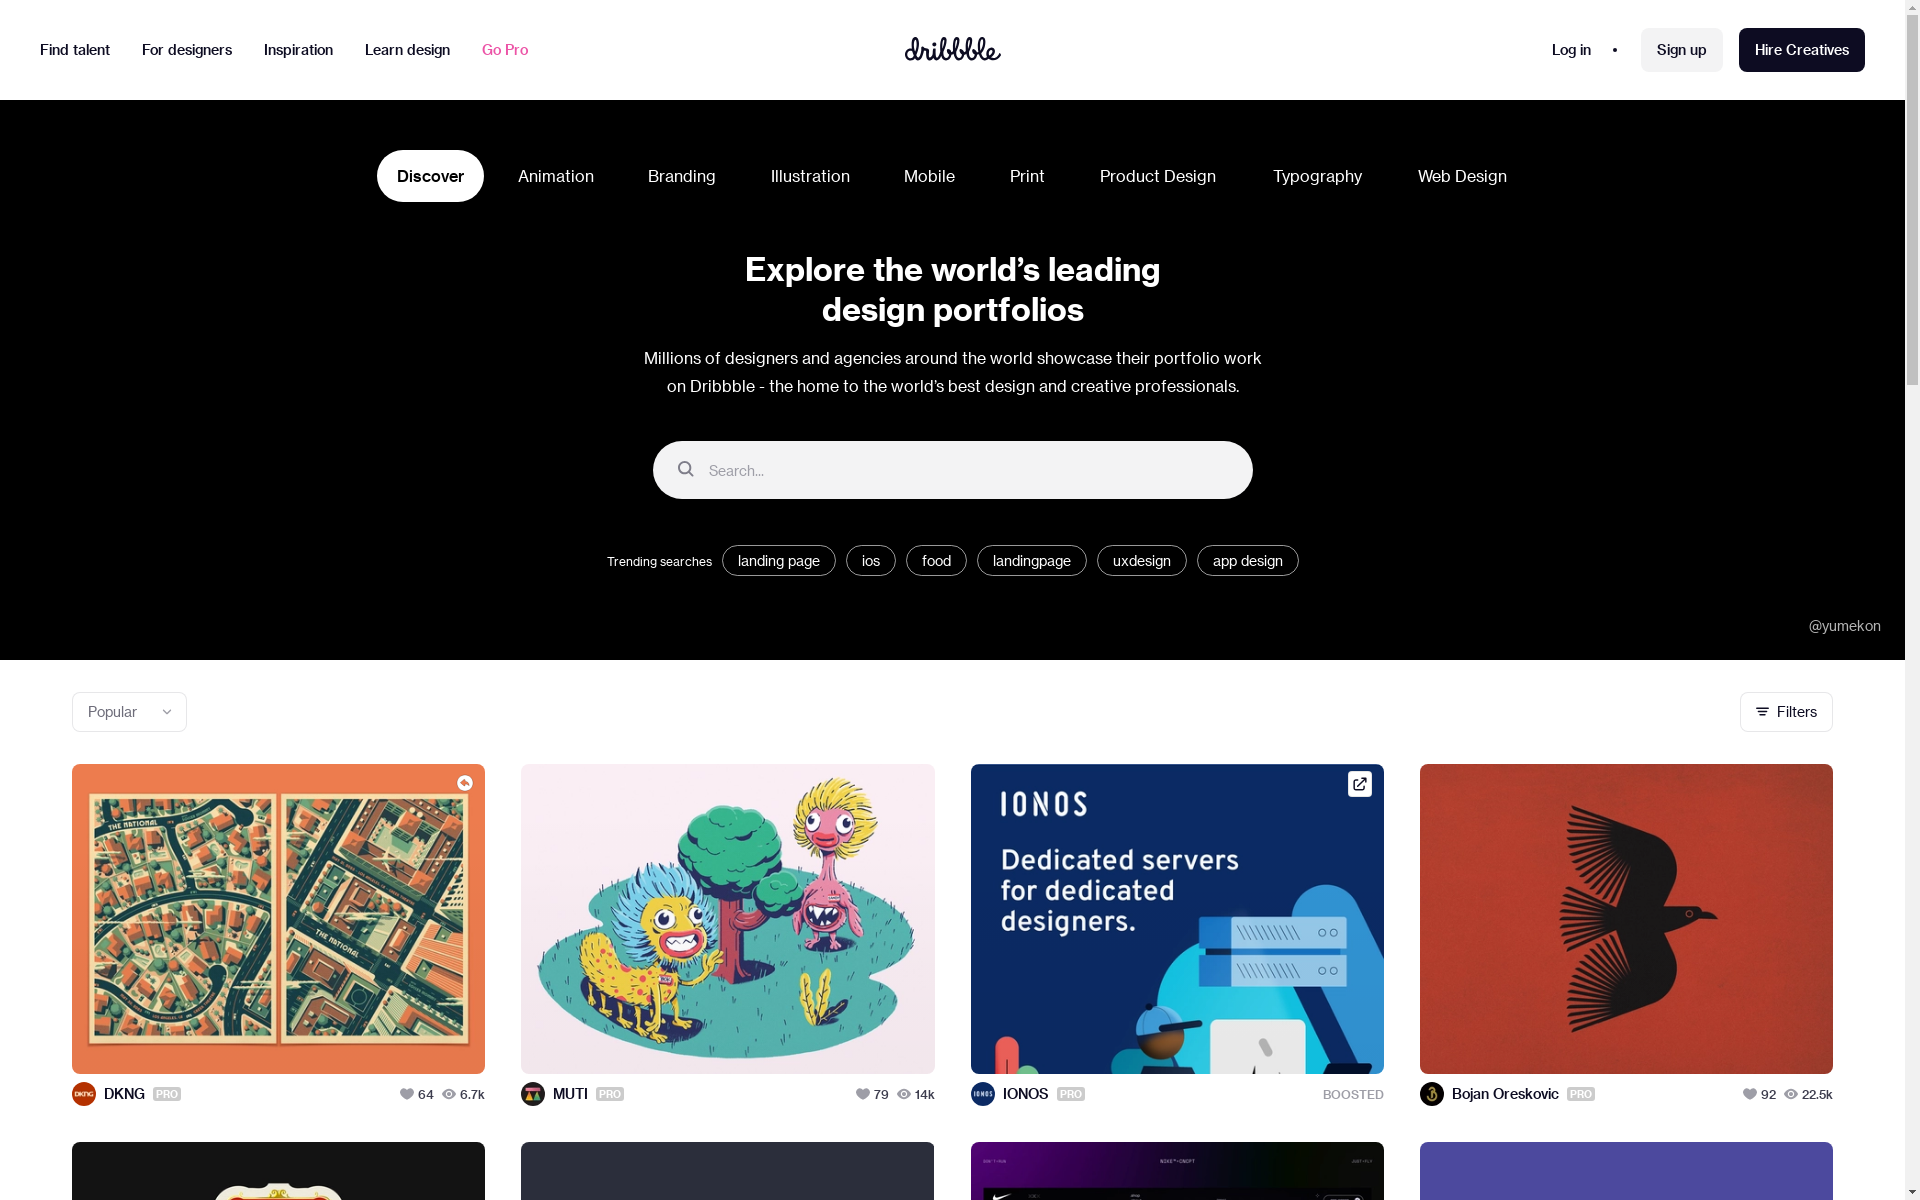 Find talent
For designers
Inspiration
Learn design
Go Pro
dribbble
Log in
Sign up
Hire Creatives
Discover
Animation
Branding
Illustration
Mobile
Print
Product Design
Typography
Web Design
Explore the world’s leading
design portfolios
Millions of designers and agencies around the world showcase their portfolio work
on Dribbble - the home to the world’s best design and creative professionals.
Search...
Trending searches
landing page
ios
food
landingpage
uxdesign
app design
@yumekon
Popular
Filters
THE NATIONAL
THE NATIONAL
IONOS
Dedicated servers
for dedicated
designers.
DKNG
DKNG PRO
64
6.7k
MUTI PRO
79
14k
IONOS
IONOS PRO
BOOSTED
Bojan Oreskovic PRO
92
22.5k